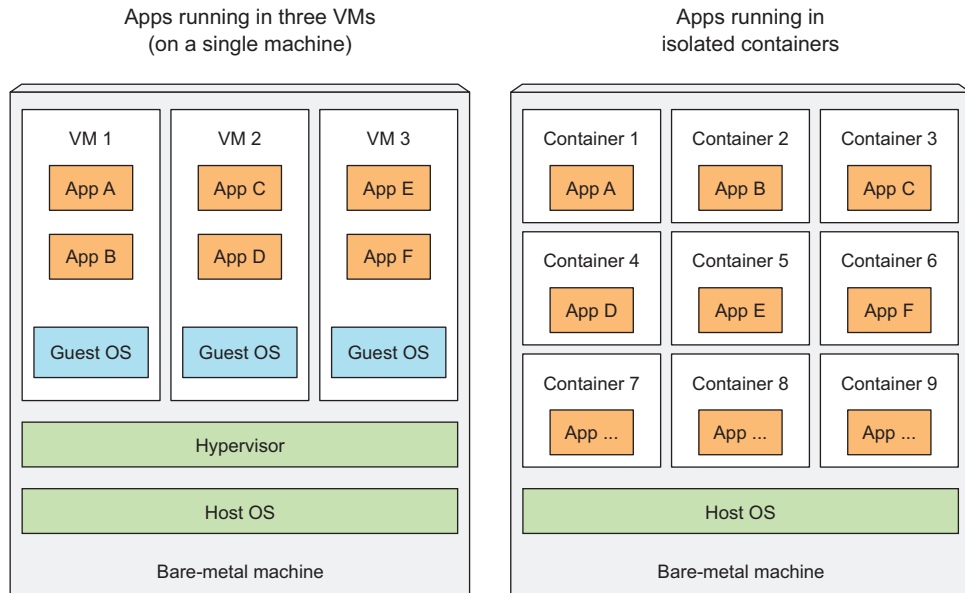 Apps running in three VMs
(on a single machine)
VM 1
VM 2
VM 3
App A
App C
App E
App B
App D
App F
Guest OS
Guest OS
Guest OS
Hypervisor
Host OS
Bare-metal machine
Apps running in
isolated containers
Container 1
Container 2
Container 3
App A
App B
App C
Container 4
Container 5
Container 6
App D
App E
App F
Container 7
Container 8
Container 9
App ...
App ...
App ...
Host OS
Bare-metal machine